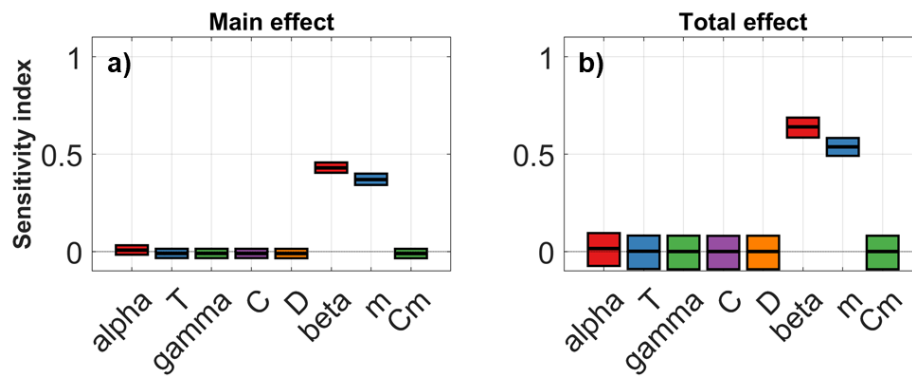 Main effect
Total effect
a)
b)
Sensitivity index
1
0.5
0
1
0.5
0
alpha
T
gamma
C
D
beta
m
Cm
alpha
T
gamma
C
D
beta
m
Cm